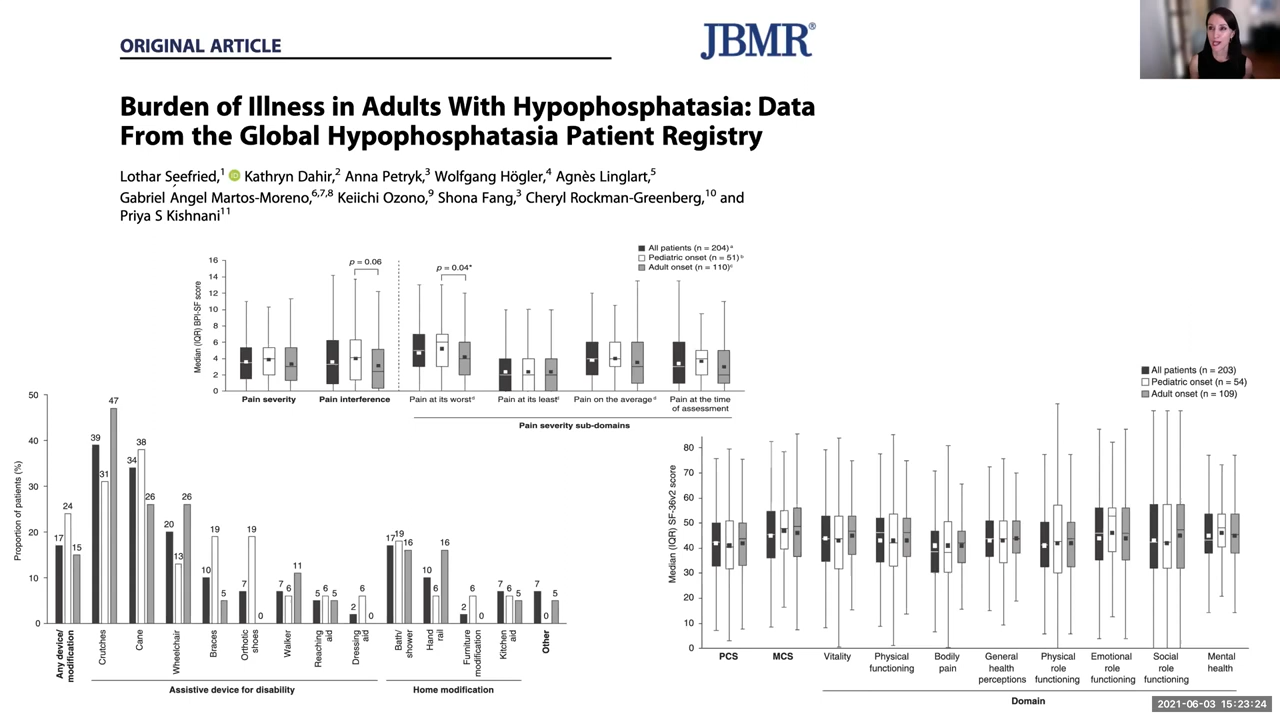 ORIGINAL ARTICLE
JBMR®
Burden of Illness in Adults With Hypophosphatasia: Data
From the Global Hypophosphatasia Patient Registry
Lothar Seefried,1 iD Kathryn Dahir,2 Anna Petryk,3 Wolfgang Högler,4 Agnès Linglart,5
Gabriel Ángel Martos-Moreno,6,7,8 Keiichi Ozono,9 Shona Fang,3 Cheryl Rockman-Greenberg,10 and
Priya S Kishnani11
All patients (n = 204)a
Pediatric onset (n = 51)b
Adult onset (n = 110)c
Median (IQR) BPI-SF score
16
14
12
10
8
6
4
2
0
p = 0.06
p = 0.04*
Pain severity
Pain interference
Pain at its worstd
Pain at its least
Pain on the averaged
Pain at the time
of assessment
Pain severity sub-domains
Proportion of patients (%)
50
40
30
20
10
0
17 24 15
39 31 47
34 38 26
20 13 26
10 19 5
7 19 0
7 6 11
5 6 5
2 6 0
17 19 16
10 6 16
2 6 0
7 6 5
7 0 5
Any device/
modification
Crutches
Cane
Wheelchair
Braces
Orthotic
shoes
Walker
Reaching
aid
Dressing
aid
Bath/
shower
Hand
rail
Furniture
modification
Kitchen
aid
Other
Assistive device for disability
Home modification
All patients (n = 203)
Pediatric onset (n = 54)
Adult onset (n = 109)
Median (IQR) SF-36v2 score
80
70
60
50
40
30
20
10
0
PCS
MCS
Vitality
Physical
functioning
Bodily
pain
General
health
perceptions
Physical
role
functioning
Emotional
role
functioning
Social
role
functioning
Mental
health
Domain
2021-06-03 15:23:24